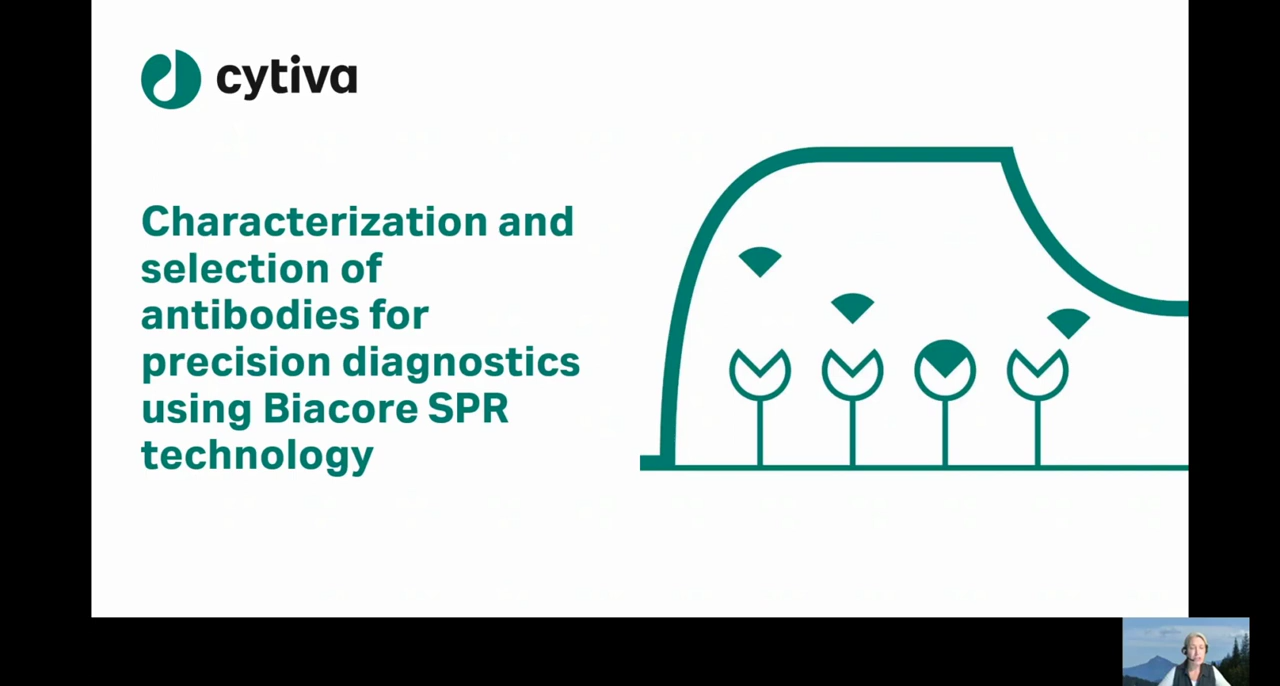 cytiva
Characterization and
selection of
antibodies for
precision diagnostics
using Biacore SPR
technology